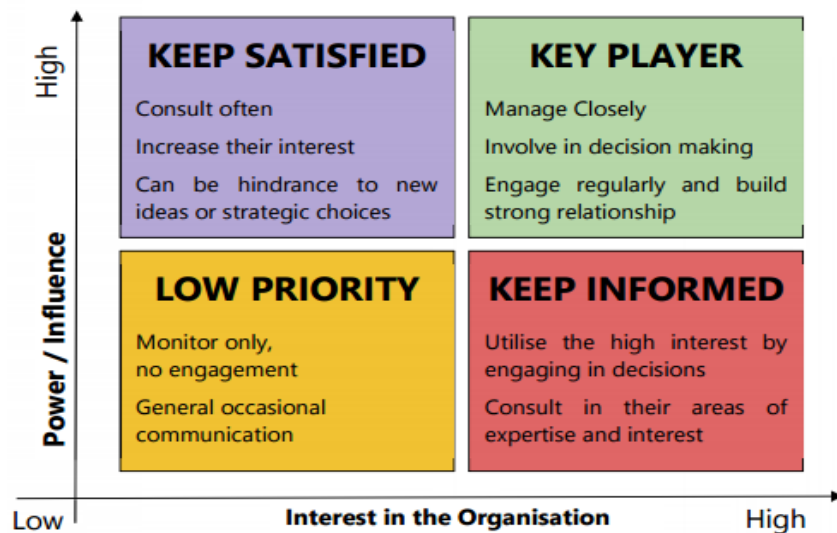 High
Power / Influence
KEEP SATISFIED
Consult often
Increase their interest
Can be hindrance to new
ideas or strategic choices
KEY PLAYER
Manage Closely
Involve in decision making
Engage regularly and build
strong relationship
LOW PRIORITY
Monitor only,
no engagement
General occasional
communication
KEEP INFORMED
Utilise the high interest by
engaging in decisions
Consult in their areas of
expertise and interest
Low
Interest in the Organisation
High